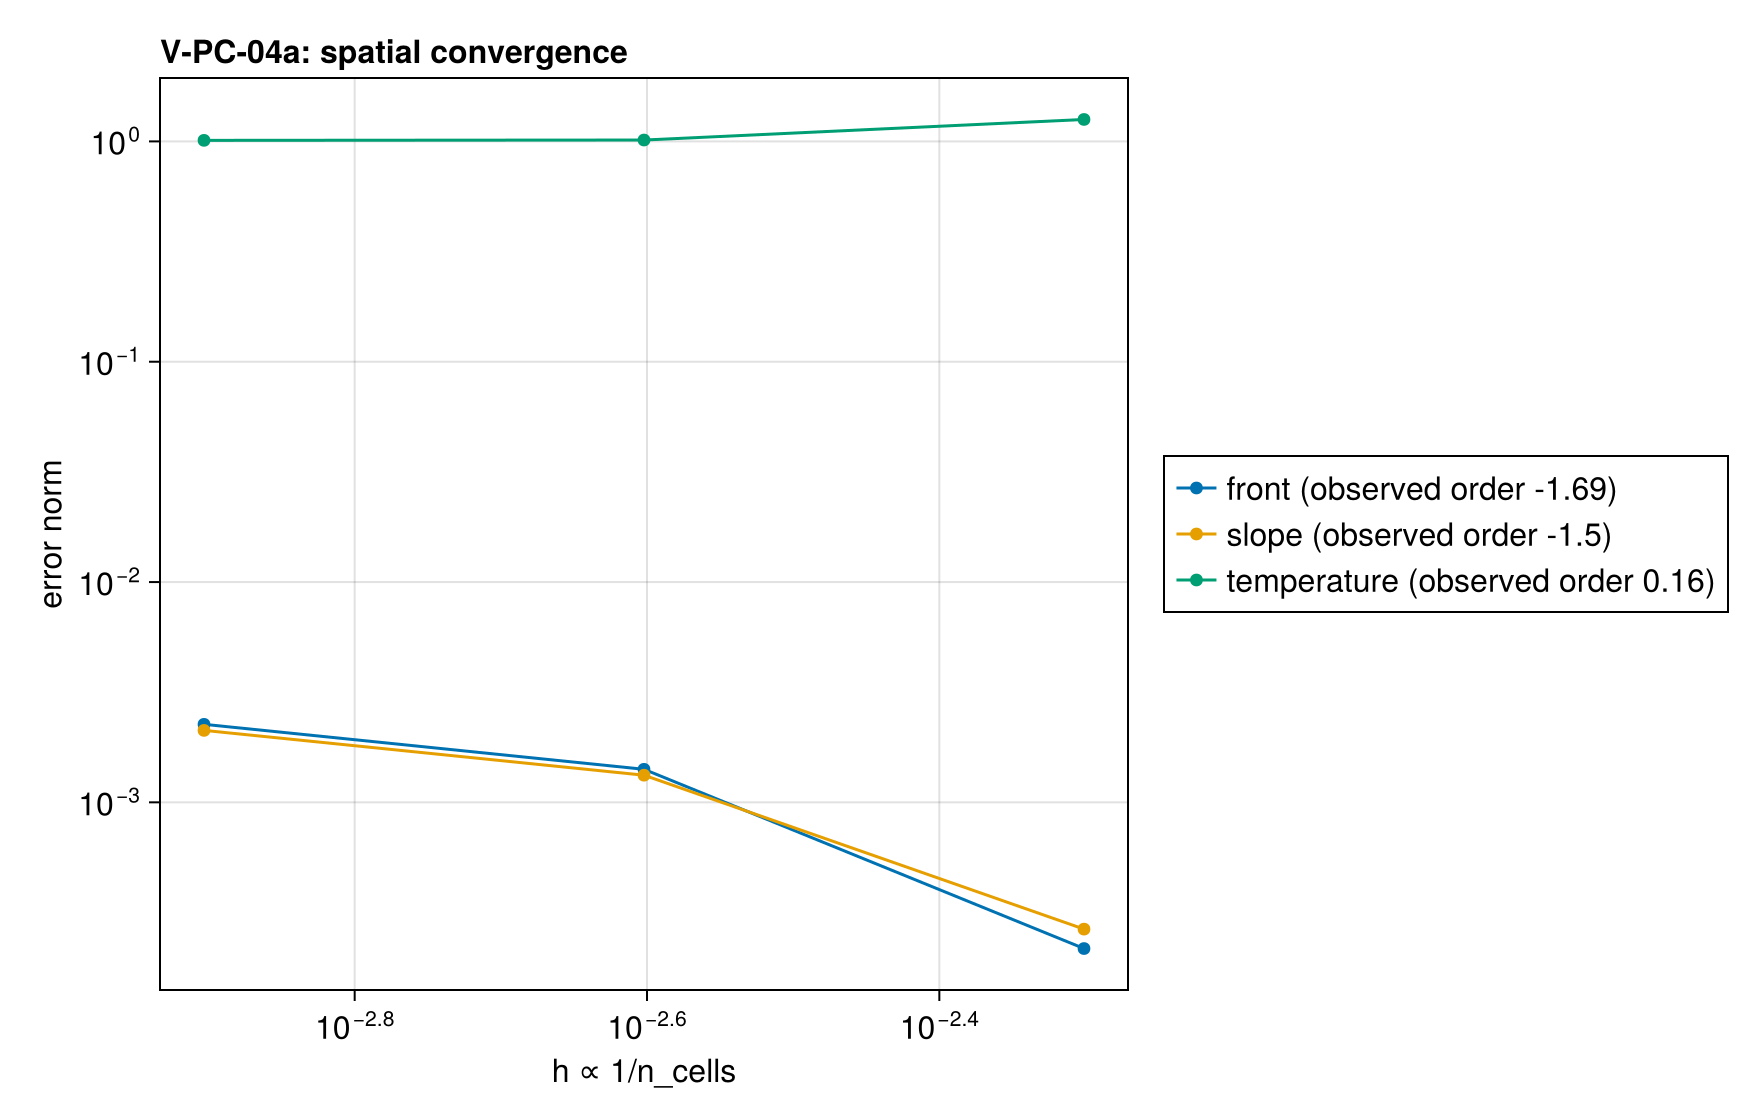 V-PC-04a: spatial convergence
10⁰
10⁻¹
10⁻²
10⁻³
error norm
10⁻²·⁸
10⁻²·⁶
10⁻²·⁴
h ∝ 1/n_cells
front (observed order -1.69)
slope (observed order -1.5)
temperature (observed order 0.16)